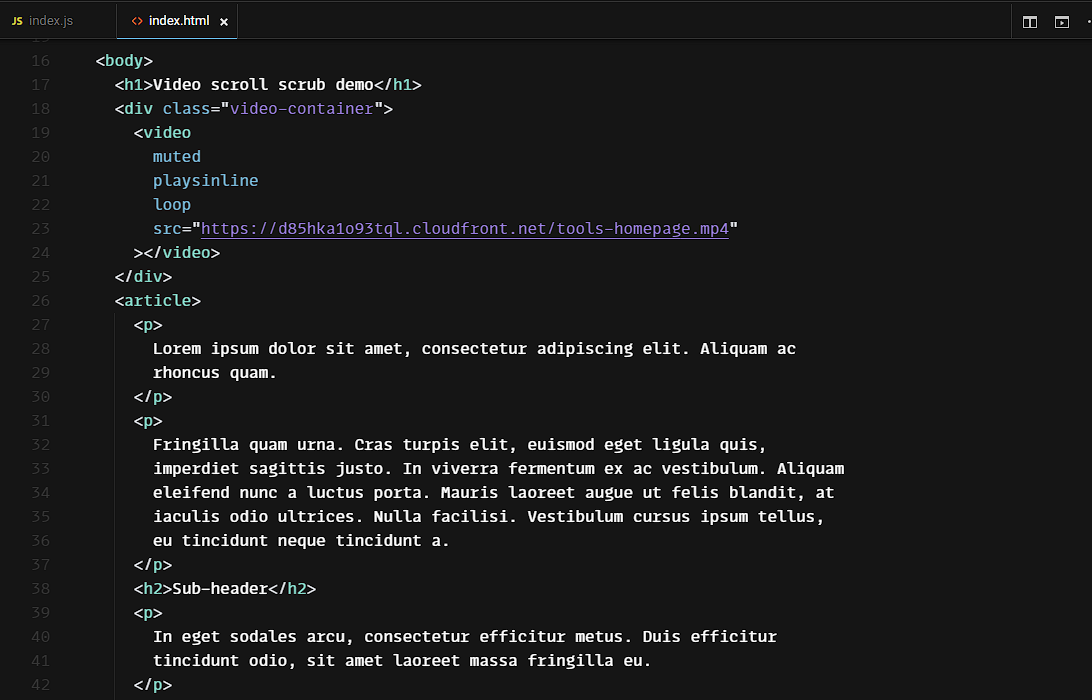 JS index.js <> index.html ×
15
16 <body>
17 <h1>Video scroll scrub demo</h1>
18 <div class="video-container">
19 <video
20 muted
21 playsinline
22 loop
23 src="https://d85hka1o93tql.cloudfront.net/tools-homepage.mp4"
24 ></video>
25 </div>
26 <article>
27 <p>
28 Lorem ipsum dolor sit amet, consectetur adipiscing elit. Aliquam ac
29 rhoncus quam.
30 </p>
31 <p>
32 Fringilla quam urna. Cras turpis elit, euismod eget ligula quis,
33 imperdiet sagittis justo. In viverra fermentum ex ac vestibulum. Aliquam
34 eleifend nunc a luctus porta. Mauris laoreet augue ut felis blandit, at
35 iaculis odio ultrices. Nulla facilisi. Vestibulum cursus ipsum tellus,
36 eu tincidunt neque tincidunt a.
37 </p>
38 <h2>Sub-header</h2>
39 <p>
40 In eget sodales arcu, consectetur efficitur metus. Duis efficitur
41 tincidunt odio, sit amet laoreet massa fringilla eu.
42 </p>